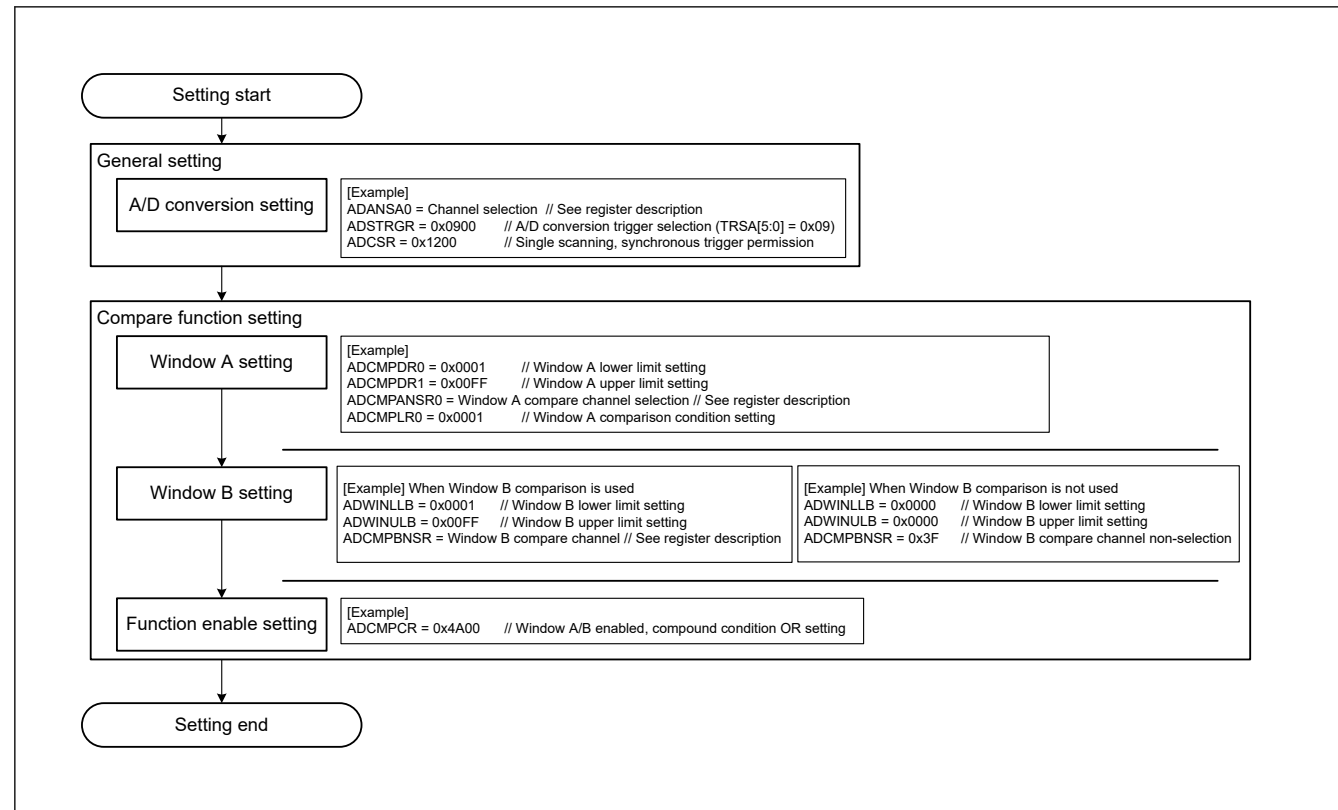 Setting start
General setting
A/D conversion setting
[Example]
ADANSA0 = Channel selection // See register description
ADSTRGR = 0x0900 // A/D conversion trigger selection (TRSA[5:0] = 0x09)
ADCSR = 0x1200 // Single scanning, synchronous trigger permission
Compare function setting
Window A setting
[Example]
ADCMPDR0 = 0x0001 // Window A lower limit setting
ADCMPDR1 = 0x00FF // Window A upper limit setting
ADCMPANSR0 = Window A compare channel selection // See register description
ADCMPLR0 = 0x0001 // Window A comparison condition setting
Window B setting
[Example] When Window B comparison is used
ADWINLLB = 0x0001 // Window B lower limit setting
ADWINULB = 0x00FF // Window B upper limit setting
ADCMPBNSR = Window B compare channel // See register description
[Example] When Window B comparison is not used
ADWINLLB = 0x0000 // Window B lower limit setting
ADWINULB = 0x0000 // Window B upper limit setting
ADCMPBNSR = 0x3F // Window B compare channel non-selection
Function enable setting
[Example]
ADCMPCR = 0x4A00 // Window A/B enabled, compound condition OR setting
Setting end